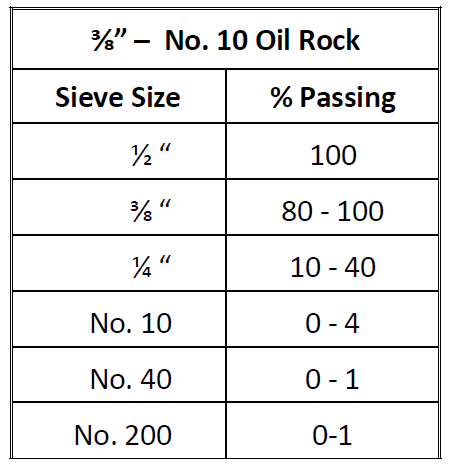 ⅜” – No. 10 Oil Rock
Sieve Size % Passing
½ “ 100
⅜ “ 80 - 100
¼ “ 10 - 40
No. 10 0 - 4
No. 40 0 - 1
No. 200 0-1